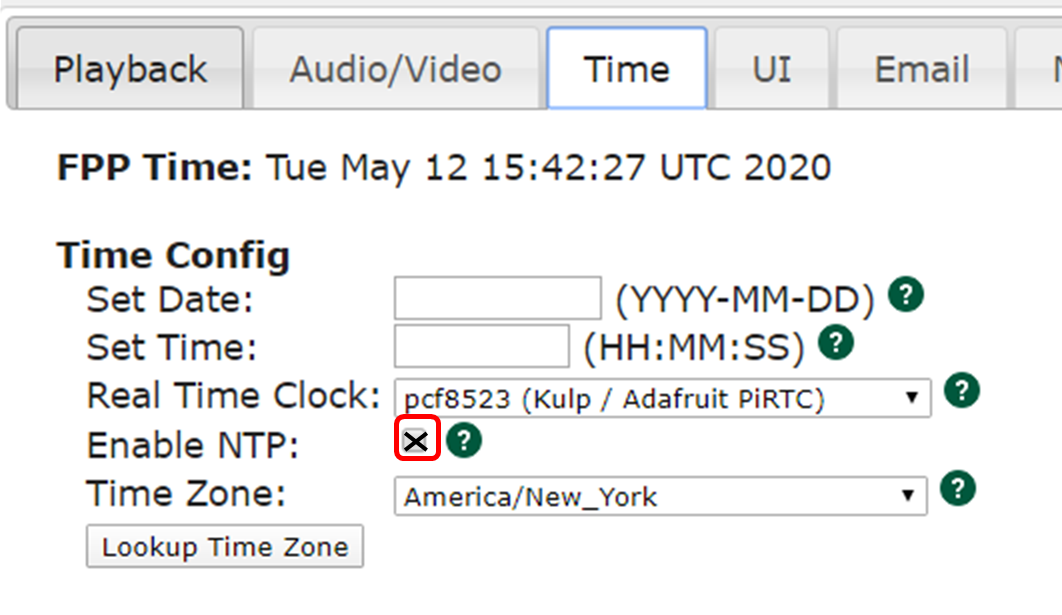 Playback Audio/Video Time UI Email
FPP Time: Tue May 12 15:42:27 UTC 2020
Time Config
Set Date: (YYYY-MM-DD) ?
Set Time: (HH:MM:SS) ?
Real Time Clock: pcf8523 (Kulp / Adafruit PiRTC) ?
Enable NTP: ?
Time Zone: America/New_York ?
Lookup Time Zone